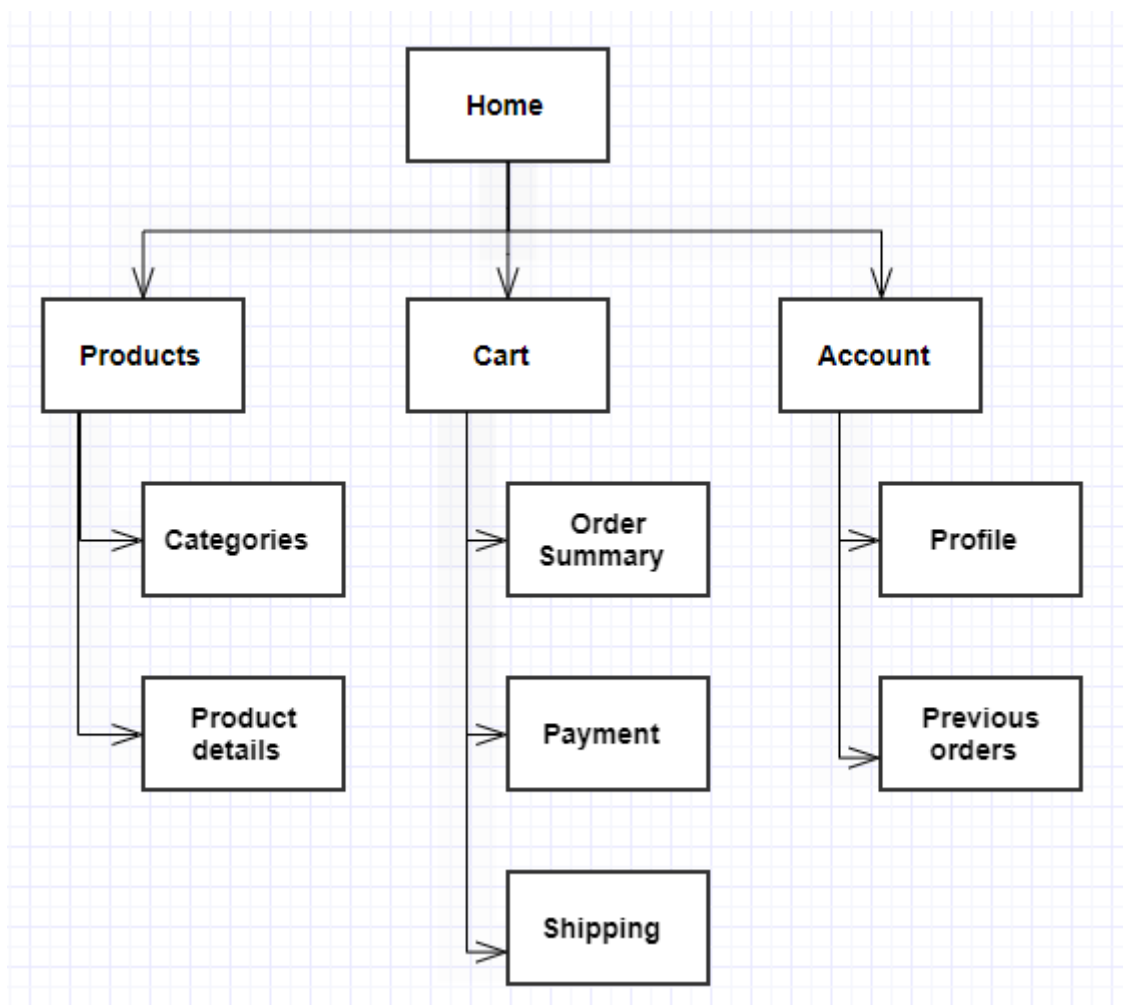 Home
Products
Cart
Account
Categories
Order
Summary
Profile
Product
details
Payment
Previous
orders
Shipping